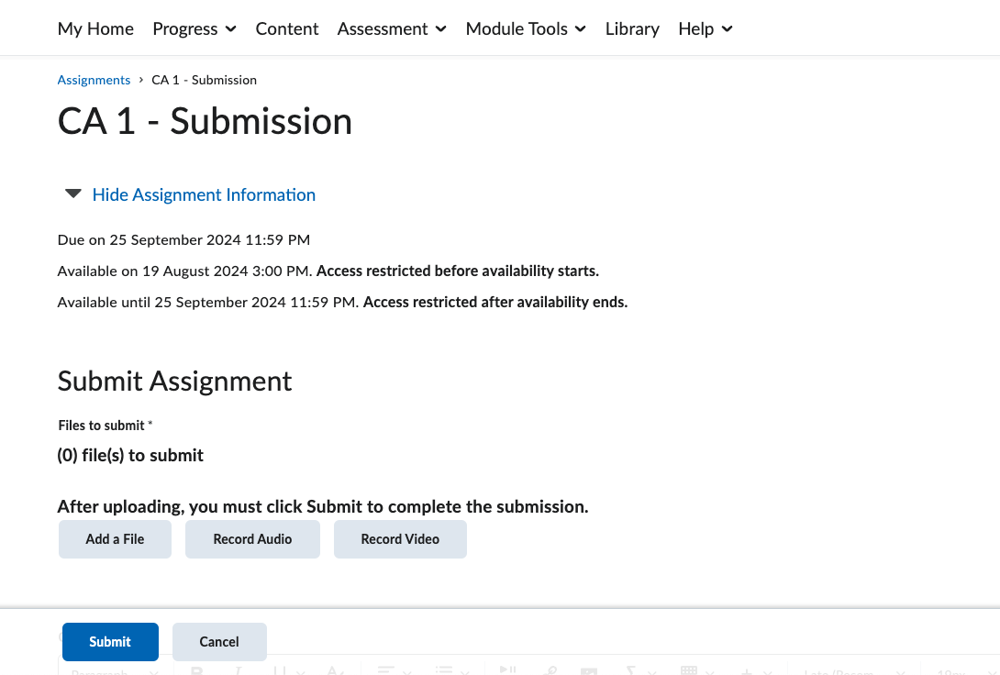 My Home Progress Content Assessment Module Tools Library Help
Assignments › CA 1 - Submission
CA 1 - Submission
Hide Assignment Information
Due on 25 September 2024 11:59 PM
Available on 19 August 2024 3:00 PM. Access restricted before availability starts.
Available until 25 September 2024 11:59 PM. Access restricted after availability ends.
Submit Assignment
Files to submit *
(0) file(s) to submit
After uploading, you must click Submit to complete the submission.
Add a File Record Audio Record Video
Submit Cancel
Paragraph